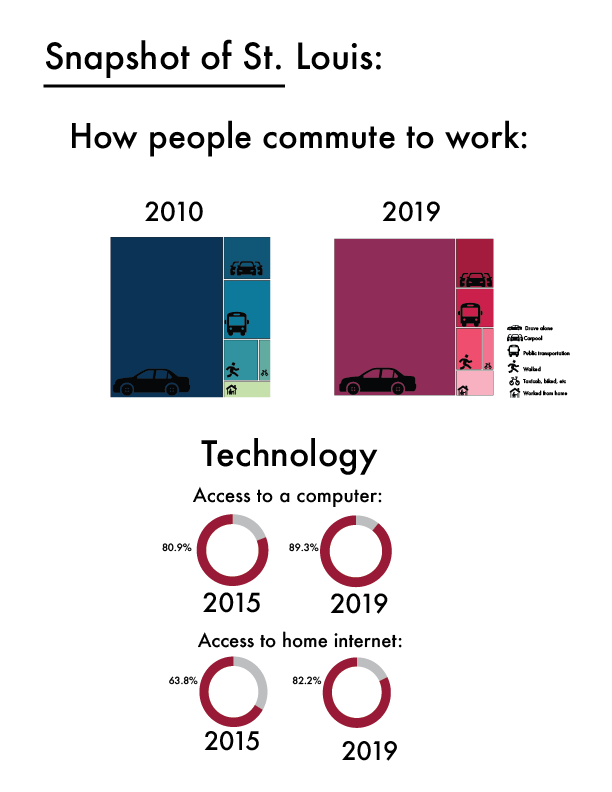 Snapshot of St. Louis:
How people commute to work:
2010 2019
Drove alone
Carpool
Public transportation
Walked
Taxicab, biked, etc
Worked from home
Technology
Access to a computer:
80.9% 89.3%
2015 2019
Access to home internet:
63.8% 82.2%
2015 2019